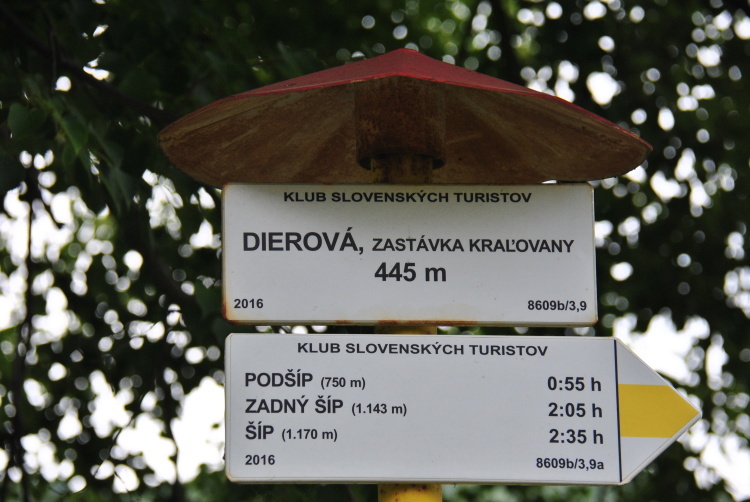 KLUB SLOVENSKÝCH TURISTOV
DIEROVÁ, ZASTÁVKA KRAĽOVANY
445 m
2016 8609b/3,9
KLUB SLOVENSKÝCH TURISTOV
PODŠÍP (750 m) 0:55 h
ZADNÝ ŠÍP (1.143 m) 2:05 h
ŠÍP (1.170 m) 2:35 h
2016 8609b/3,9a